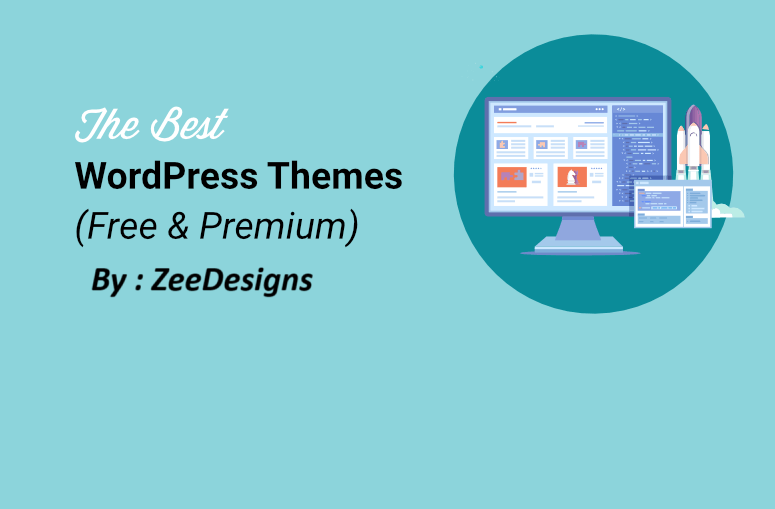 The Best
WordPress Themes
(Free & Premium)
By : ZeeDesigns
</>